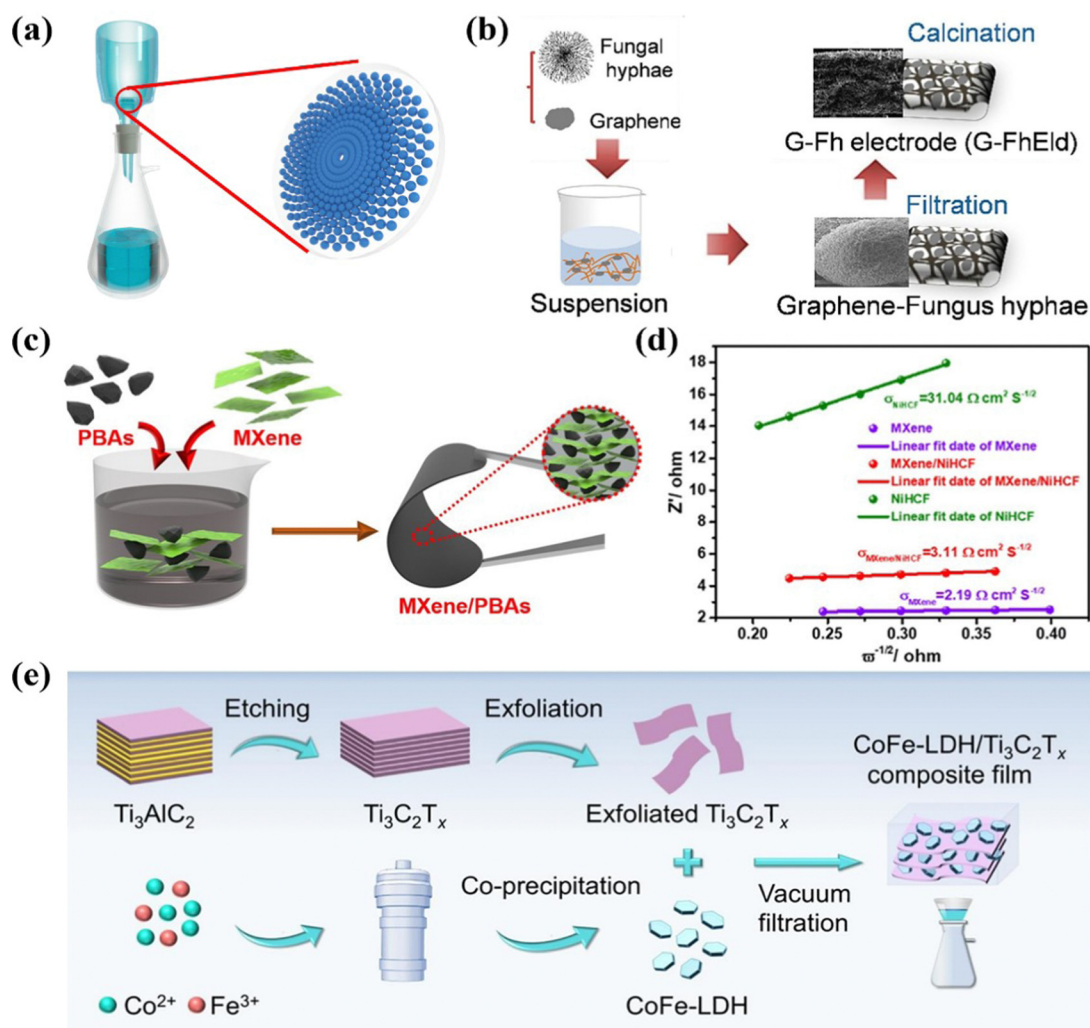 (a)
(b)
Fungal
hyphae
Graphene
Suspension
Calcination
G-Fh electrode (G-FhEld)
Filtration
Graphene-Fungus hyphae
(c)
PBAs
MXene
MXene/PBAs
(d)
18
16
14
12
10
8
6
4
2
Z'/ ohm
σNiHCF=31.04 Ω cm² S⁻¹/²
MXene
Linear fit date of MXene
MXene/NiHCF
Linear fit date of MXene/NiHCF
NiHCF
Linear fit date of NiHCF
σMXene/NiHCF=3.11 Ω cm² S⁻¹/²
σMXene=2.19 Ω cm² S⁻¹/²
0.20 0.25 0.30 0.35 0.40
ϖ⁻¹/²/ ohm
(e)
Etching
Exfoliation
Ti₃AlC₂
Ti₃C₂Tₓ
Exfoliated Ti₃C₂Tₓ
CoFe-LDH/Ti₃C₂Tₓ
composite film
Co-precipitation
Vacuum
filtration
Co²⁺ Fe³⁺
CoFe-LDH